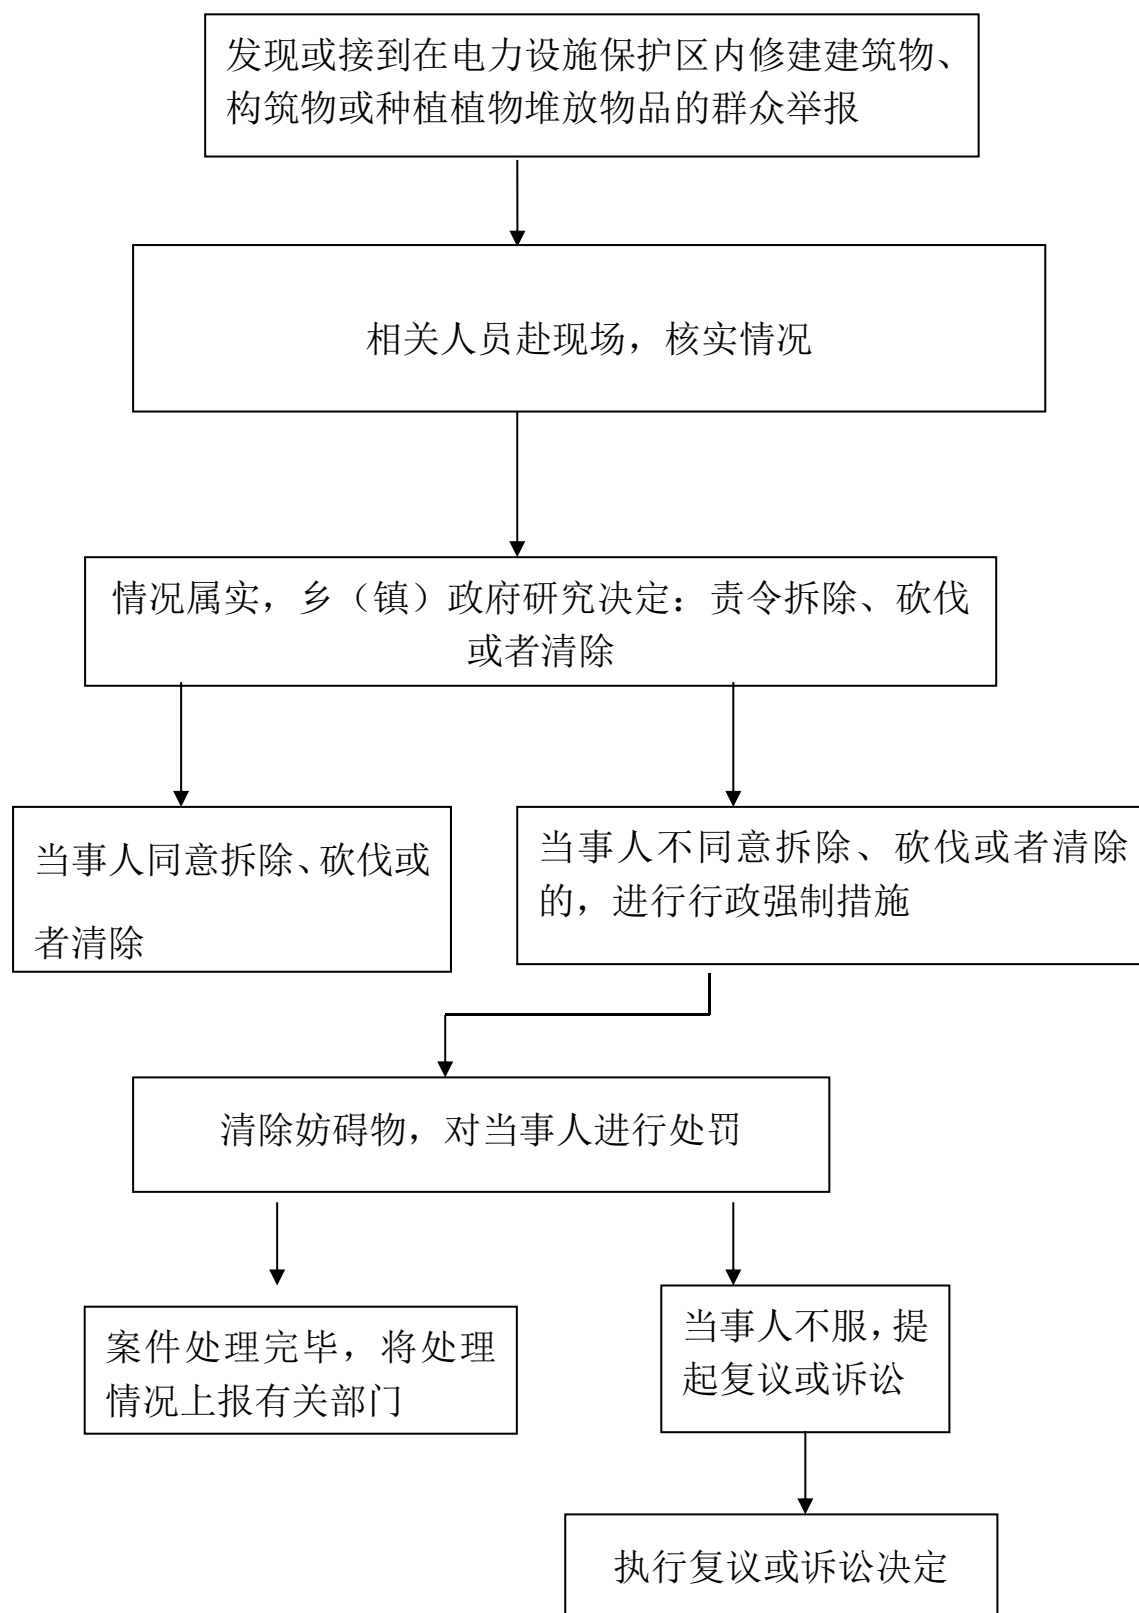 发现或接到在电力设施保护区内修建建筑物、
构筑物或种植植物堆放物品的群众举报
相关人员赴现场，核实情况
情况属实，乡（镇）政府研究决定：责令拆除、砍伐
或者清除
当事人同意拆除、砍伐或
者清除
当事人不同意拆除、砍伐或者清除
的，进行行政强制措施
清除妨碍物，对当事人进行处罚
案件处理完毕，将处理
情况上报有关部门
当事人不服，提
起复议或诉讼
执行复议或诉讼决定